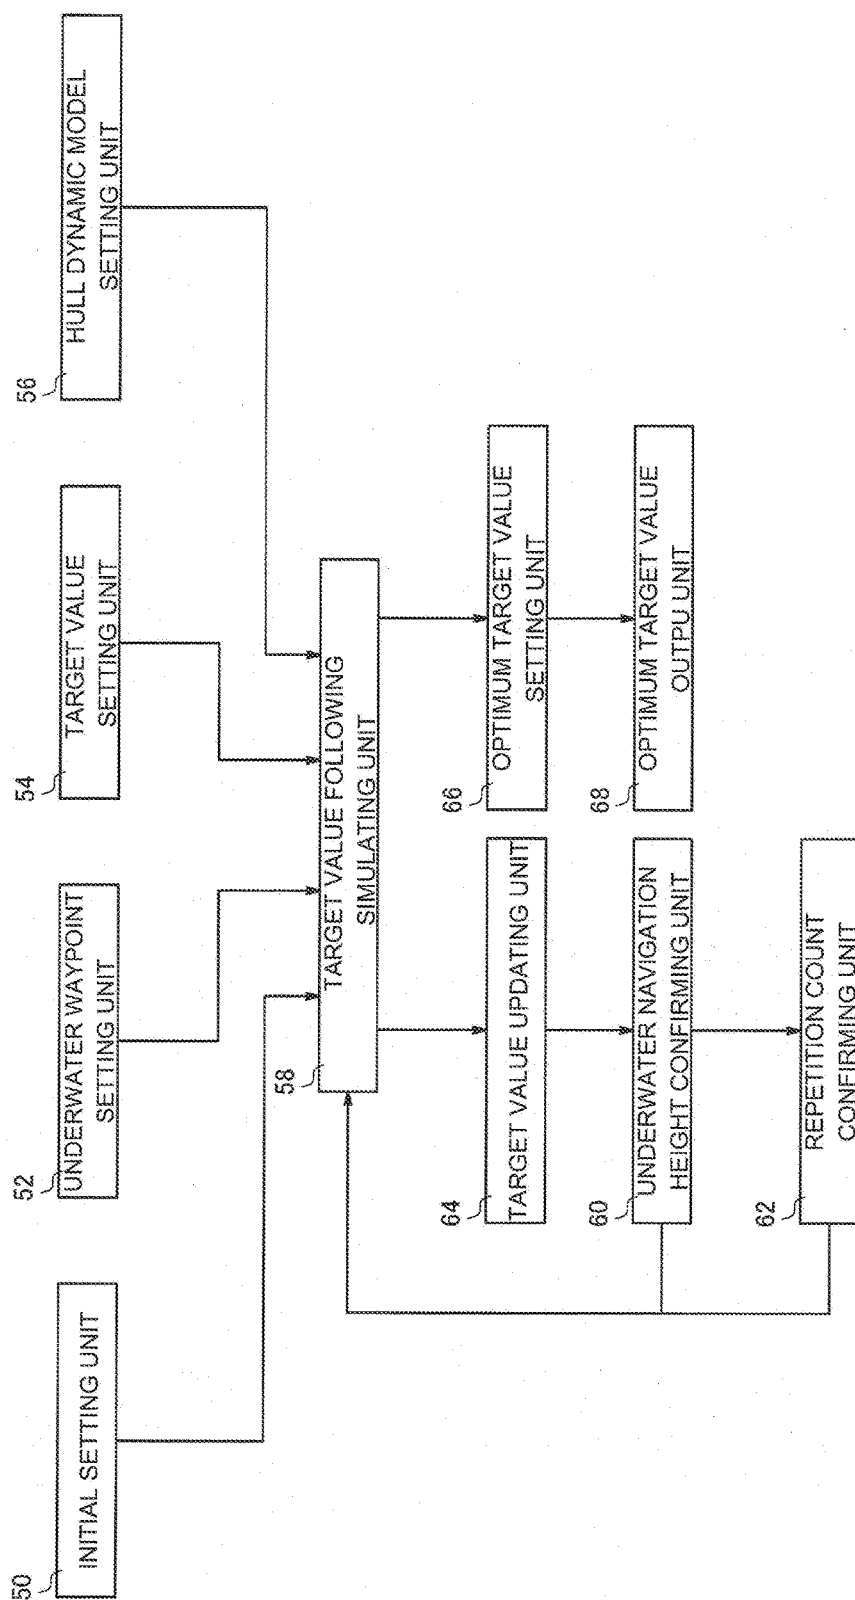 50
INITIAL SETTING UNIT
52
UNDERWATER WAYPOINT
SETTING UNIT
54
TARGET VALUE
SETTING UNIT
56
HULL DYNAMIC MODEL
SETTING UNIT
58
TARGET VALUE FOLLOWING
SIMULATING UNIT
64
TARGET VALUE UPDATING UNIT
66
OPTIMUM TARGET VALUE
SETTING UNIT
60
UNDERWATER NAVIGATION
HEIGHT CONFIRMING UNIT
68
OPTIMUM TARGET VALUE
OUTPU UNIT
62
REPETITION COUNT
CONFIRMING UNIT